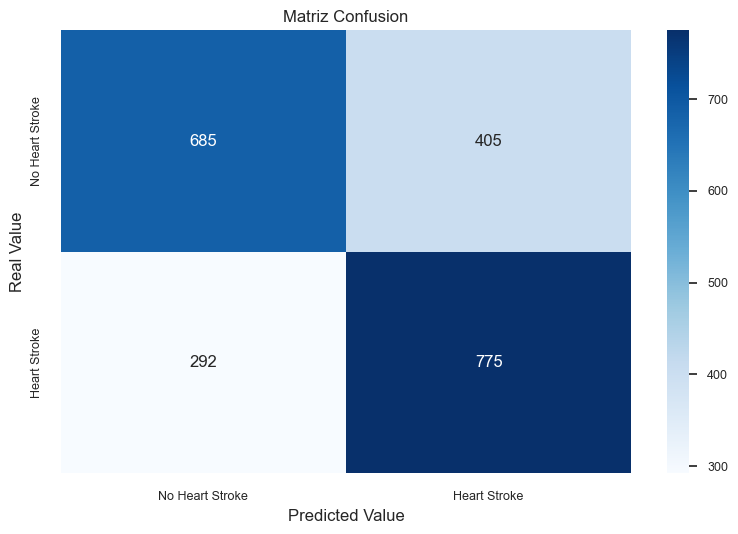 Matriz Confusion
Real Value
No Heart Stroke
Heart Stroke
685
405
292
775
No Heart Stroke
Heart Stroke
Predicted Value
700
600
500
400
300